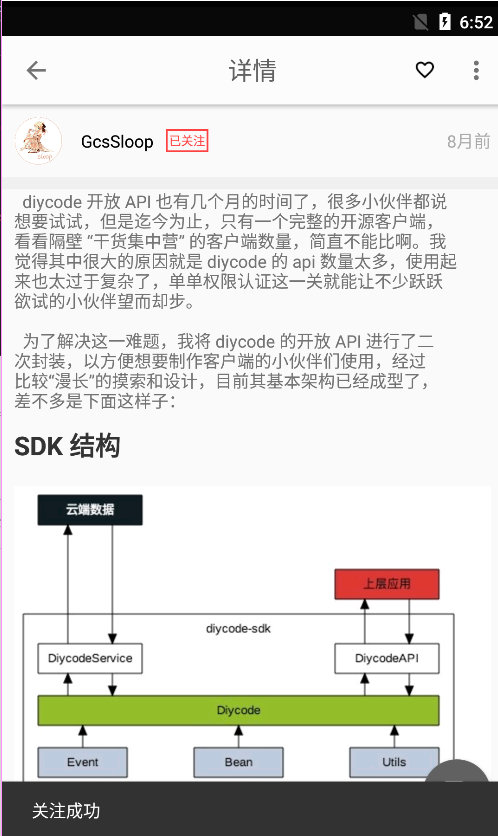 6:52
详情
GcsSloop 已关注 8月前
sloop
diycode 开放 API 也有几个月的时间了，很多小伙伴都说
想要试试，但是迄今为止，只有一个完整的开源客户端，
看看隔壁 “干货集中营” 的客户端数量，简直不能比啊。我
觉得其中很大的原因就是 diycode 的 api 数量太多，使用起
来也太过于复杂了，单单权限认证这一关就能让不少跃跃
欲试的小伙伴望而却步。
为了解决这一难题，我将 diycode 的开放 API 进行了二
次封装，以方便想要制作客户端的小伙伴们使用，经过
比较“漫长”的摸索和设计，目前其基本架构已经成型了，
差不多是下面这样子：
SDK 结构
云端数据
上层应用
diycode-sdk
DiycodeService DiycodeAPI
Diycode
Event Bean Utils
关注成功